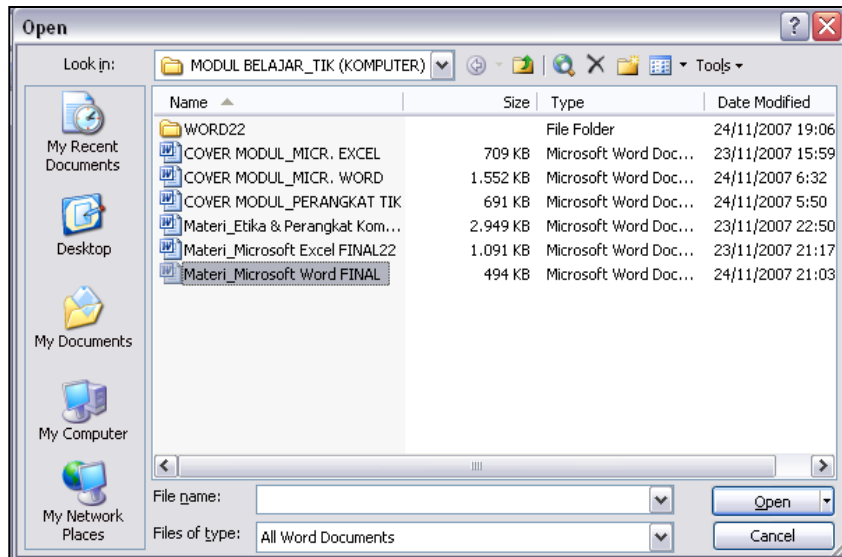 Open
Look in:
MODUL BELAJAR_TIK (KOMPUTER)
Tools
My Recent
Documents
Desktop
My Documents
My Computer
My Network
Places
Name Size Type Date Modified
WORD22 File Folder 24/11/2007 19:06
COVER MODUL_MICR. EXCEL 709 KB Microsoft Word Doc... 23/11/2007 15:59
COVER MODUL_MICR. WORD 1.552 KB Microsoft Word Doc... 24/11/2007 6:32
COVER MODUL_PERANGKAT TIK 691 KB Microsoft Word Doc... 24/11/2007 5:50
Materi_Etika & Perangkat Kom... 2.949 KB Microsoft Word Doc... 23/11/2007 22:50
Materi_Microsoft Excel FINAL22 1.091 KB Microsoft Word Doc... 23/11/2007 21:17
Materi_Microsoft Word FINAL 494 KB Microsoft Word Doc... 24/11/2007 21:03
File name:
Open
Files of type: All Word Documents
Cancel